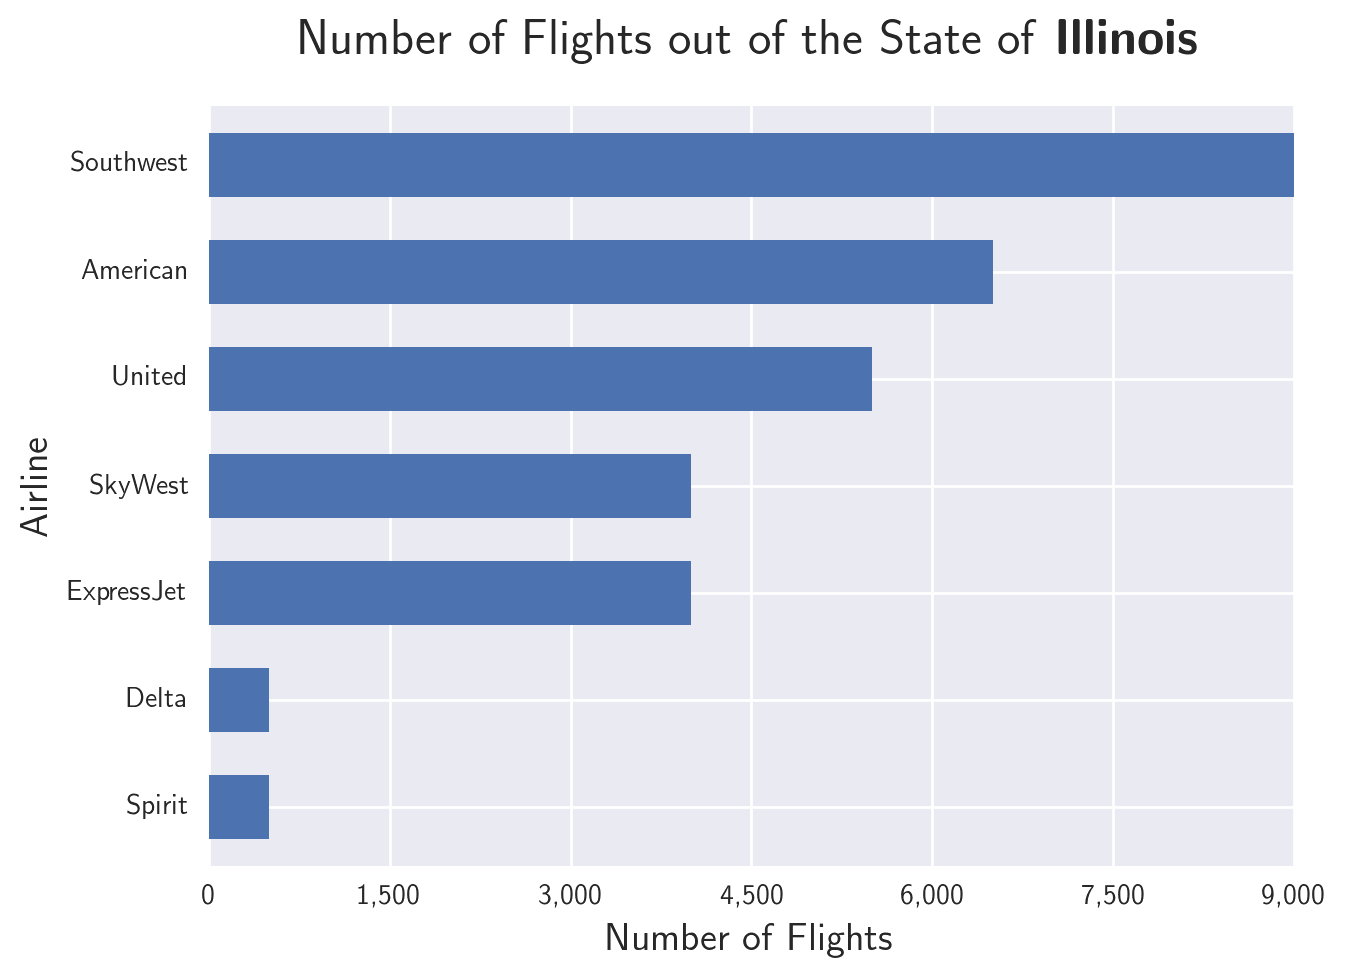 Number of Flights out of the State of Illinois
Southwest
American
United
SkyWest
ExpressJet
Delta
Spirit
Airline
0 1,500 3,000 4,500 6,000 7,500 9,000
Number of Flights